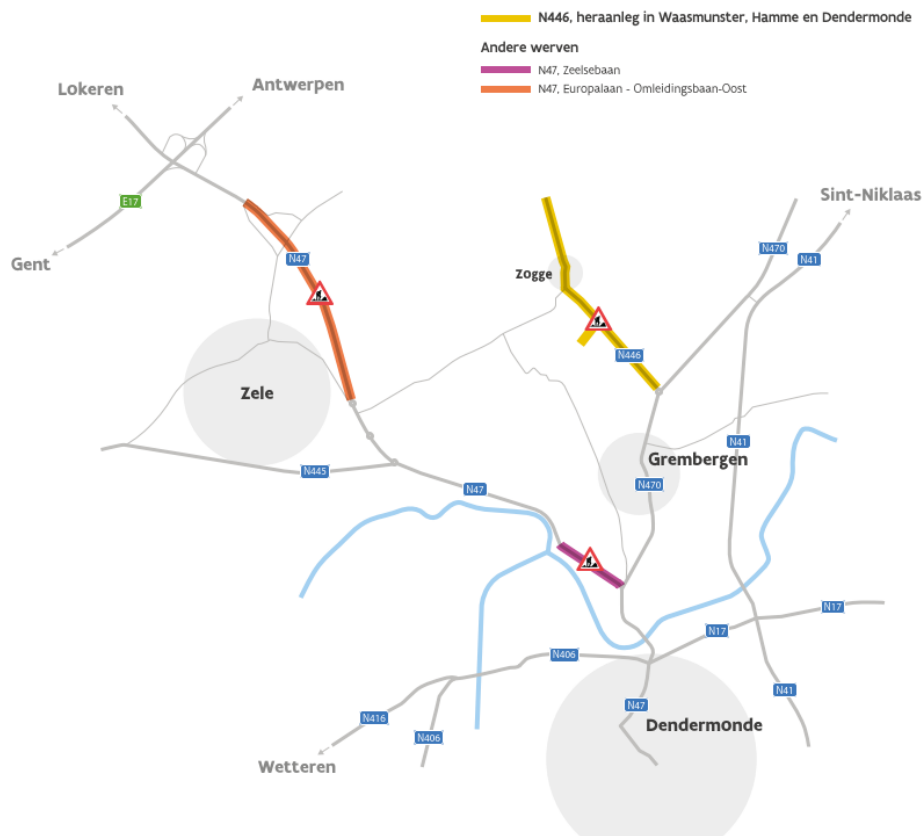 N446, heraanleg in Waasmunster, Hamme en Dendermonde
Andere werven
N47, Zeelsebaan
N47, Europalaan - Omleidingsbaan-Oost
Lokeren
Antwerpen
E17
Gent
Sint-Niklaas
N470
N41
N47
Zogge
N446
Zele
N41
Grembergen
N445
N470
N47
N17
N17
N406
N41
N47
N416
Dendermonde
N406
Wetteren